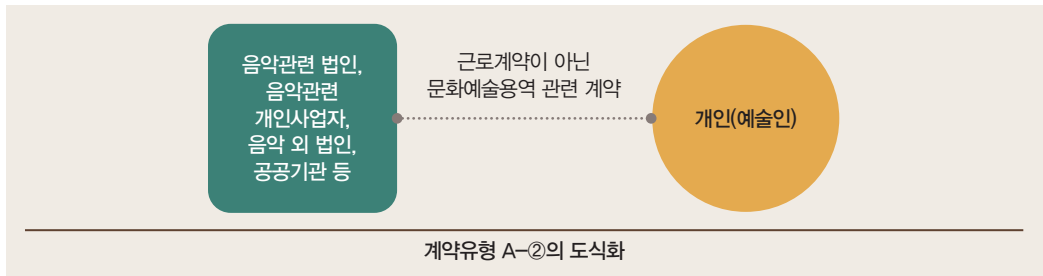 음악관련 법인,
음악관련
개인사업자,
음악 외 법인,
공공기관 등
근로계약이 아닌
문화예술용역 관련 계약
개인(예술인)
계약유형 A-②의 도식화